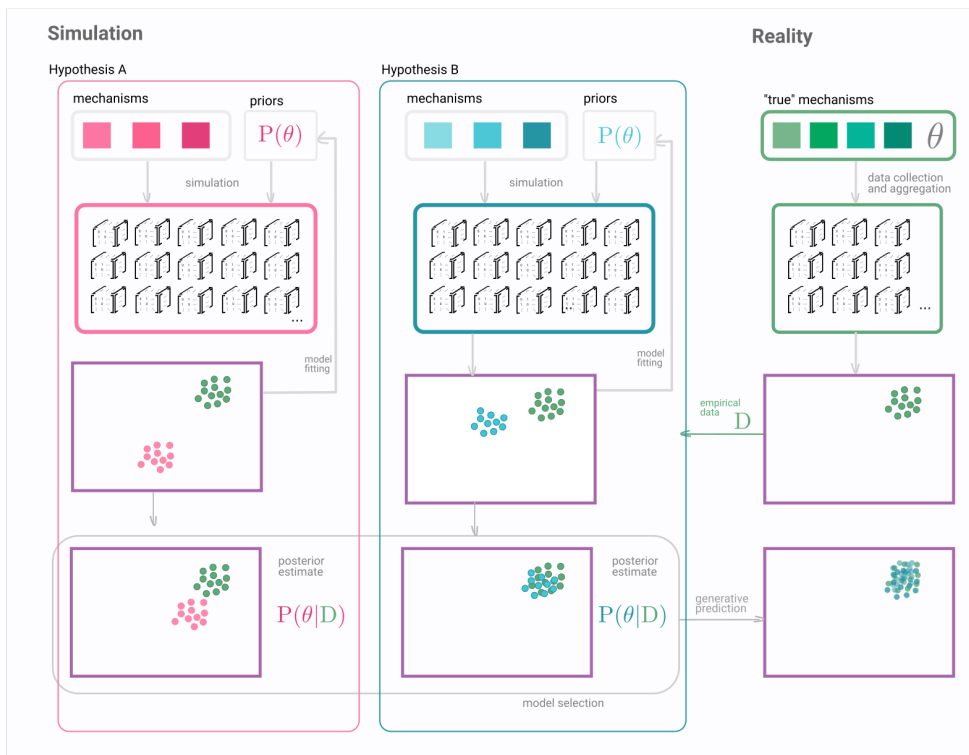 Simulation
Reality
Hypothesis A
Hypothesis B
mechanisms
priors
mechanisms
priors
"true" mechanisms
P(θ)
P(θ)
θ
simulation
simulation
data collection
and aggregation
...
...
...
model
fitting
model
fitting
empirical
data
D
posterior
estimate
P(θ|D)
posterior
estimate
P(θ|D)
generative
prediction
model selection